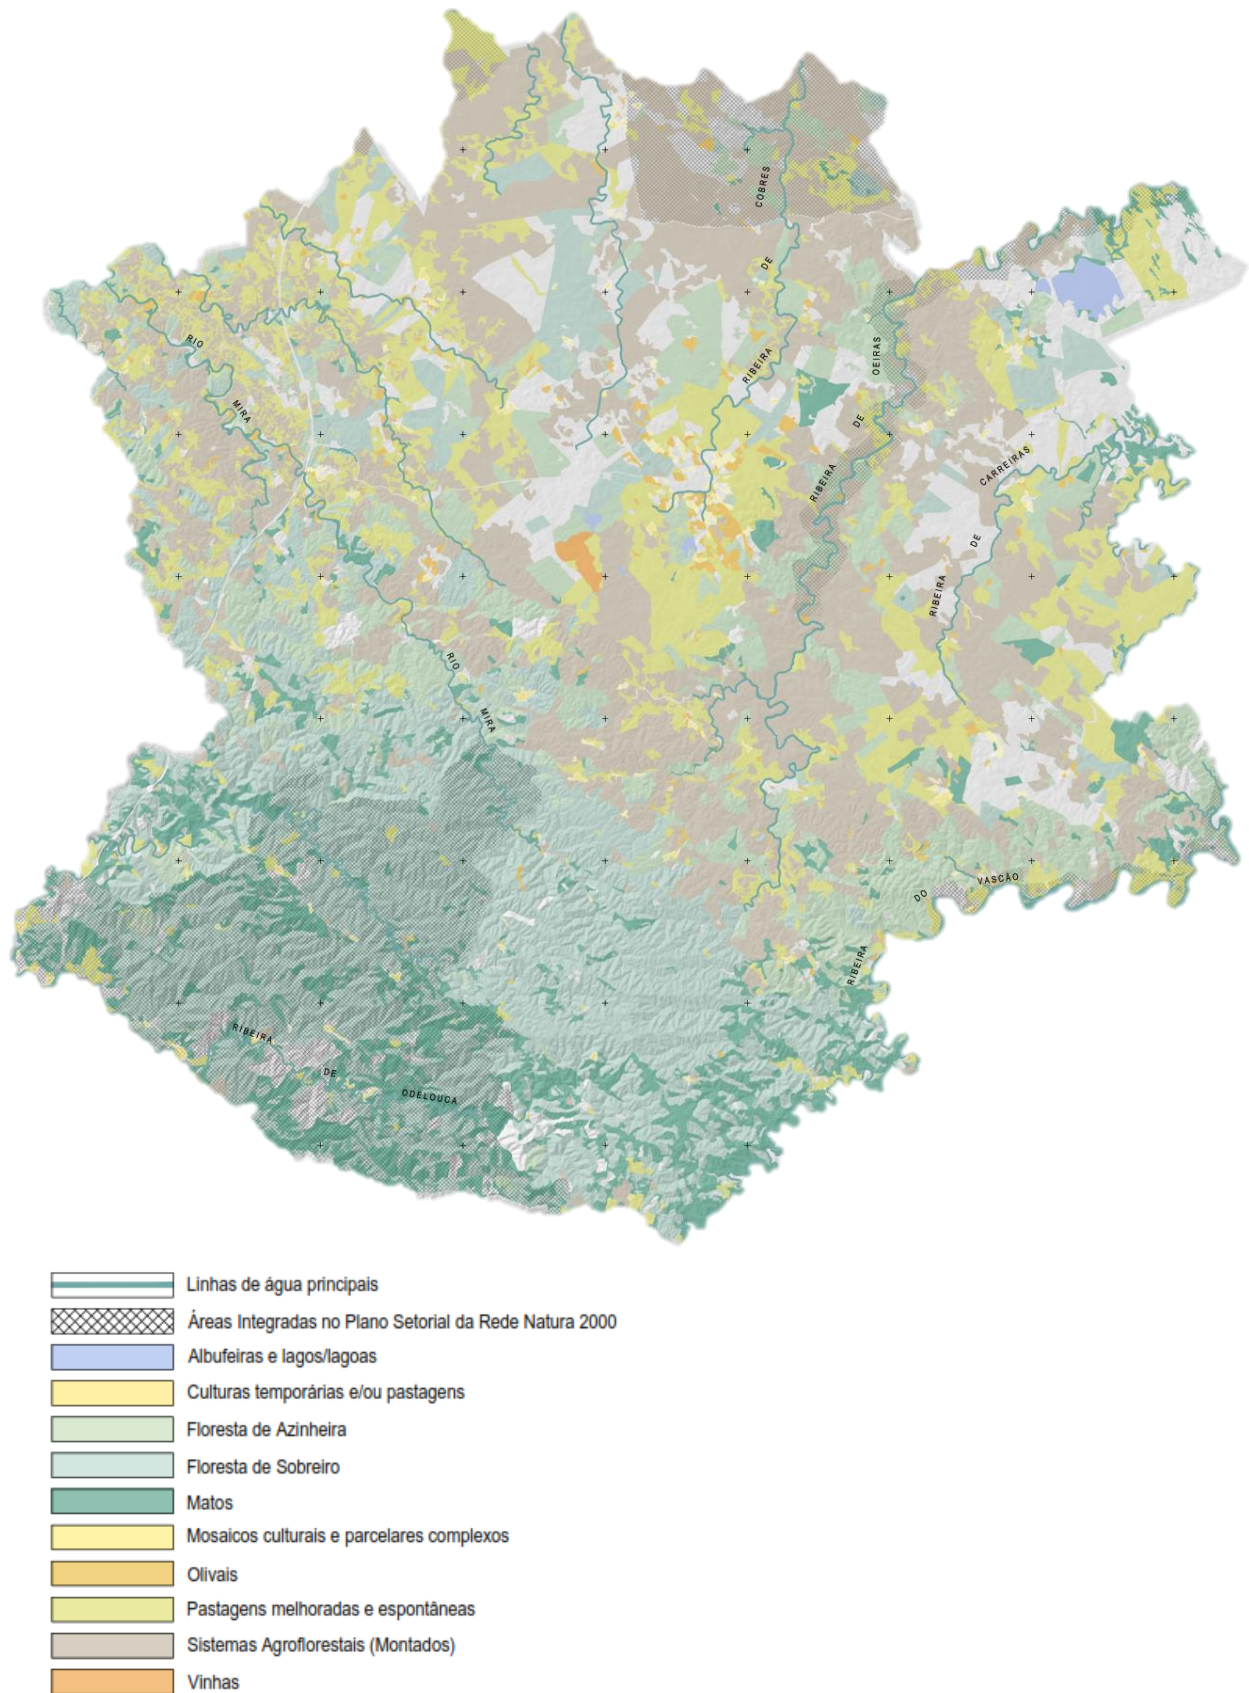 COBRES
DE
RIBEIRA
OEIRAS
DE
RIBEIRA
RIO
MIRA
CARREIRAS
DE
RIBEIRA
RIO
MIRA
VASCÃO
DO
RIBEIRA
RIBEIRA
DE
ODELOUCA
Linhas de água principais
Áreas Integradas no Plano Setorial da Rede Natura 2000
Albufeiras e lagos/lagoas
Culturas temporárias e/ou pastagens
Floresta de Azinheira
Floresta de Sobreiro
Matos
Mosaicos culturais e parcelares complexos
Olivais
Pastagens melhoradas e espontâneas
Sistemas Agroflorestais (Montados)
Vinhas